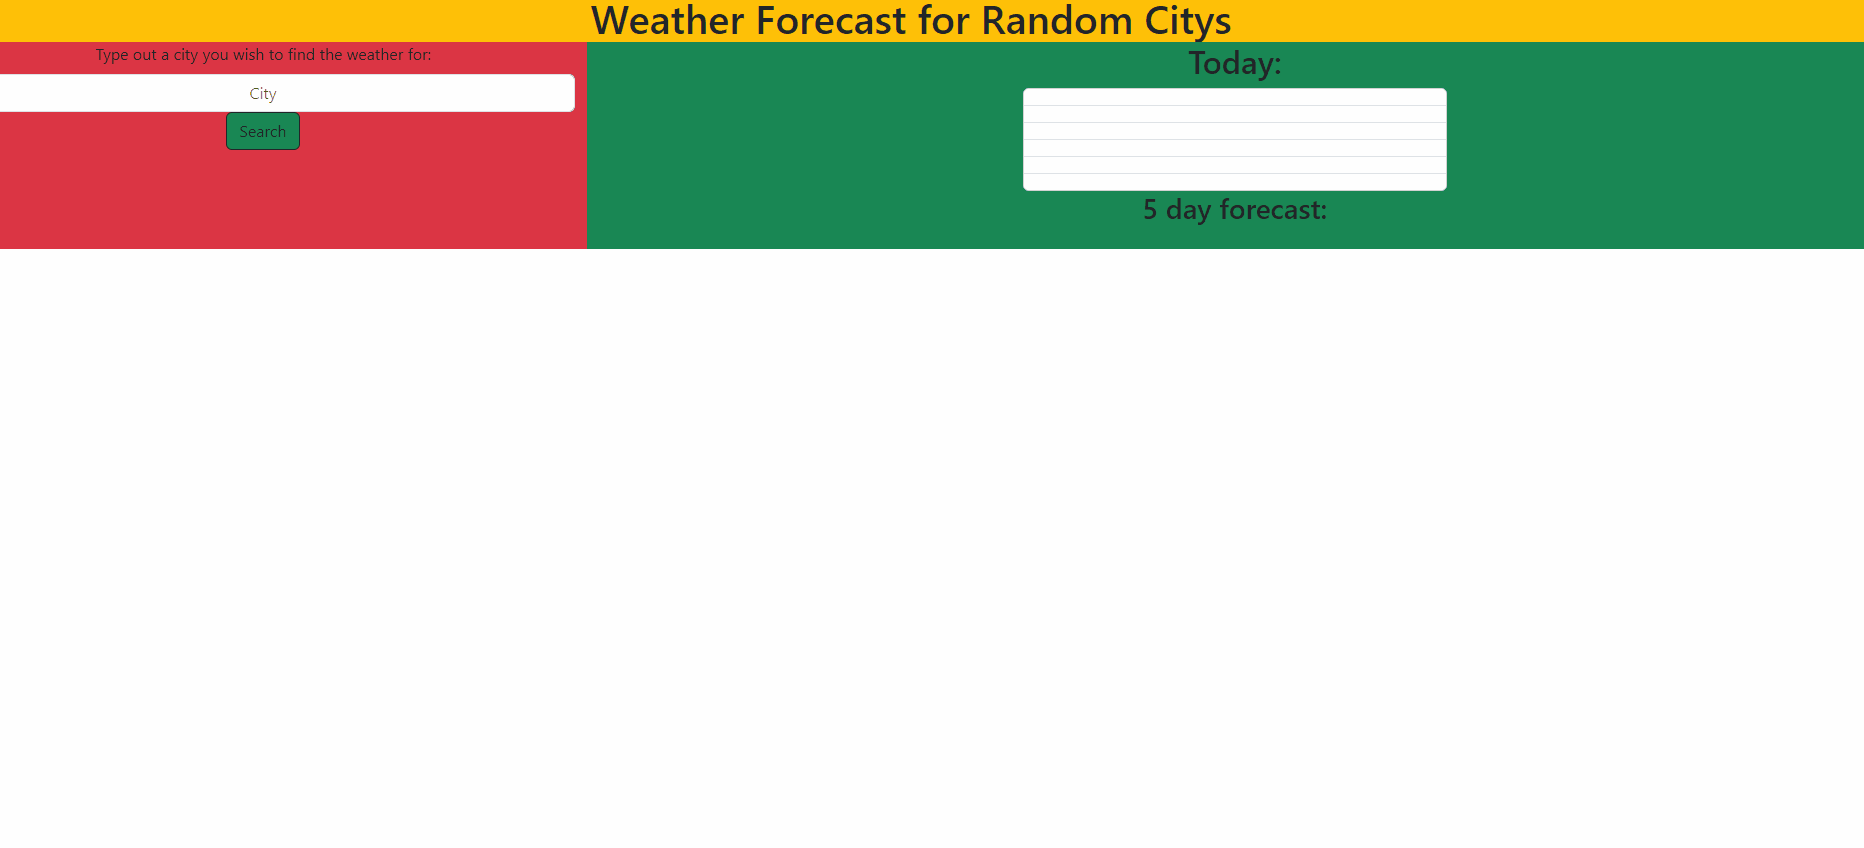 Weather Forecast for Random Citys
Type out a city you wish to find the weather for:
City
Search
Today:
5 day forecast: